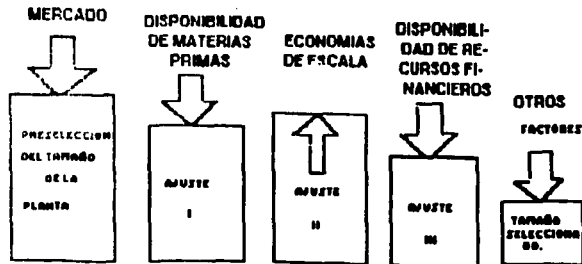 MERCADO
DISPONIBILIDAD
DE MATERIAS
PRIMAS
ECONOMIAS
DE ESCALA
DISPONIBILI-
DAD DE RE-
CURSOS FI-
NANCIEROS
OTROS
FACTORES
PRESELECCION
DEL TAMAÑO
DE LA
PLANTA
AJUSTE
I
AJUSTE
II
AJUSTE
III
TAMAÑO
SELECCIONA
DO.